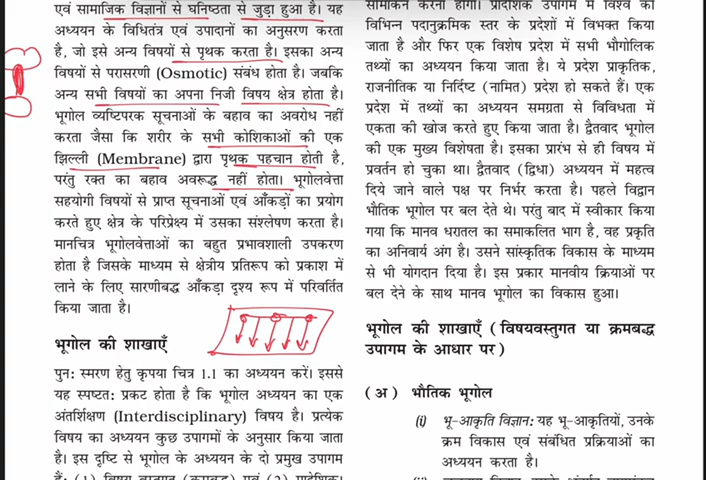 एवं सामाजिक विज्ञानों से घनिष्ठता से जुड़ा हुआ है। यह
अध्ययन के विधितंत्र एवं उपादानों का अनुसरण करता
है, जो इसे अन्य विषयों से पृथक करता है। इसका अन्य
विषयों से परासरणी (Osmotic) संबंध होता है। जबकि
अन्य सभी विषयों का अपना निजी विषय क्षेत्र होता है।
भूगोल व्यष्टिपरक सूचनाओं के बहाव का अवरोध नहीं
करता जैसा कि शरीर के सभी कोशिकाओं की एक
झिल्ली (Membrane) द्वारा पृथक पहचान होती है,
परंतु रक्त का बहाव अवरूद्ध नहीं होता। भूगोलवेत्ता
सहयोगी विषयों से प्राप्त सूचनाओं एवं आँकड़ों का प्रयोग
करते हुए क्षेत्र के परिप्रेक्ष्य में उसका संश्लेषण करता है।
मानचित्र भूगोलवेत्ताओं का बहुत प्रभावशाली उपकरण
होता है जिसके माध्यम से क्षेत्रीय प्रतिरूप को प्रकाश में
लाने के लिए सारणीबद्ध आँकड़ा दृश्य रूप में परिवर्तित
किया जाता है।
भूगोल की शाखाएँ
पुन: स्मरण हेतु कृपया चित्र 1.1 का अध्ययन करें। इससे
यह स्पष्टत: प्रकट होता है कि भूगोल अध्ययन का एक
अंतर्शिक्षण (Interdisciplinary) विषय है। प्रत्येक
विषय का अध्ययन कुछ उपागमों के अनुसार किया जाता
है। इस दृष्टि से भूगोल के अध्ययन के दो प्रमुख उपागम
हैं: (1) विषय वस्तुगत (क्रमबद्ध) एवं (2) प्रादेशिक।
सीमांकन करना होगा। प्रादेशिक उपागम में विश्व को
विभिन्न पदानुक्रमिक स्तर के प्रदेशों में विभक्त किया
जाता है और फिर एक विशेष प्रदेश में सभी भौगोलिक
तथ्यों का अध्ययन किया जाता है। ये प्रदेश प्राकृतिक,
राजनीतिक या निर्दिष्ट (नामित) प्रदेश हो सकते हैं। एक
प्रदेश में तथ्यों का अध्ययन समग्रता से विविधता में
एकता की खोज करते हुए किया जाता है। द्वैतवाद भूगोल
की एक मुख्य विशेषता है। इसका प्रारंभ से ही विषय में
प्रवर्तन हो चुका था। द्वैतवाद (द्विधा) अध्ययन में महत्व
दिये जाने वाले पक्ष पर निर्भर करता है। पहले विद्वान
भौतिक भूगोल पर बल देते थे। परंतु बाद में स्वीकार किया
गया कि मानव धरातल का समाकलित भाग है, वह प्रकृति
का अनिवार्य अंग है। उसने सांस्कृतिक विकास के माध्यम
से भी योगदान दिया है। इस प्रकार मानवीय क्रियाओं पर
बल देने के साथ मानव भूगोल का विकास हुआ।
भूगोल की शाखाएँ (विषयवस्तुगत या क्रमबद्ध
उपागम के आधार पर)
(अ) भौतिक भूगोल
(i) भू-आकृति विज्ञान: यह भू-आकृतियों, उनके
क्रम विकास एवं संबंधित प्रक्रियाओं का
अध्ययन करता है।